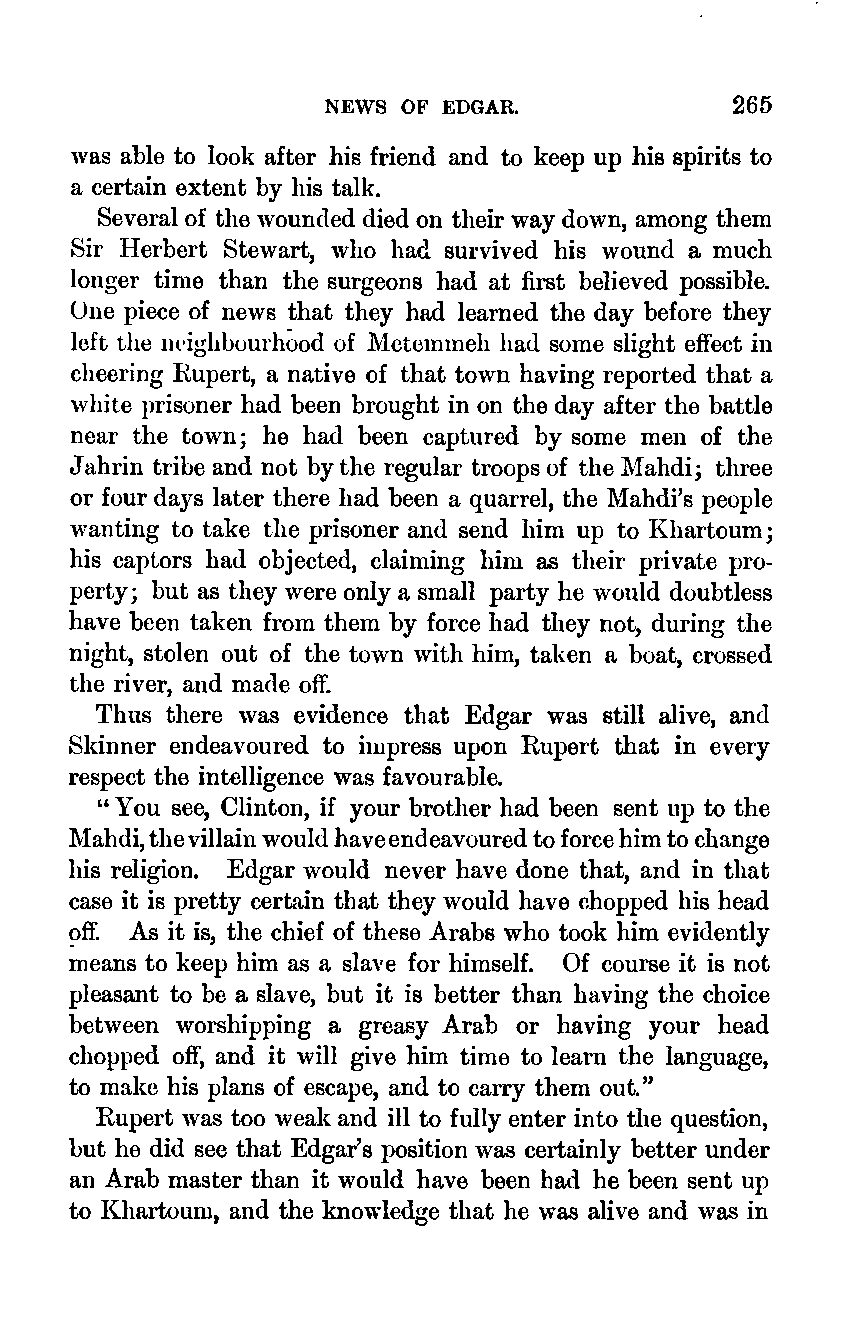 NEWS OF EDGAR. 265
was able to look after his friend and to keep up his spirits to
a certain extent by his talk.
Several of the wounded died on their way down, among them
Sir Herbert Stewart, who had survived his wound a much
longer time than the surgeons had at first believed possible.
One piece of news that they had learned the day before they
left the neighbourhood of Metemmeh had some slight effect in
cheering Rupert, a native of that town having reported that a
white prisoner had been brought in on the day after the battle
near the town; he had been captured by some men of the
Jahrin tribe and not by the regular troops of the Mahdi; three
or four days later there had been a quarrel, the Mahdi's people
wanting to take the prisoner and send him up to Khartoum;
his captors had objected, claiming him as their private pro-
perty; but as they were only a small party he would doubtless
have been taken from them by force had they not, during the
night, stolen out of the town with him, taken a boat, crossed
the river, and made off.
Thus there was evidence that Edgar was still alive, and
Skinner endeavoured to impress upon Rupert that in every
respect the intelligence was favourable.
"You see, Clinton, if your brother had been sent up to the
Mahdi, the villain would have endeavoured to force him to change
his religion. Edgar would never have done that, and in that
case it is pretty certain that they would have chopped his head
off. As it is, the chief of these Arabs who took him evidently
means to keep him as a slave for himself. Of course it is not
pleasant to be a slave, but it is better than having the choice
between worshipping a greasy Arab or having your head
chopped off, and it will give him time to learn the language,
to make his plans of escape, and to carry them out."
Rupert was too weak and ill to fully enter into the question,
but he did see that Edgar's position was certainly better under
an Arab master than it would have been had he been sent up
to Khartoum, and the knowledge that he was alive and was in